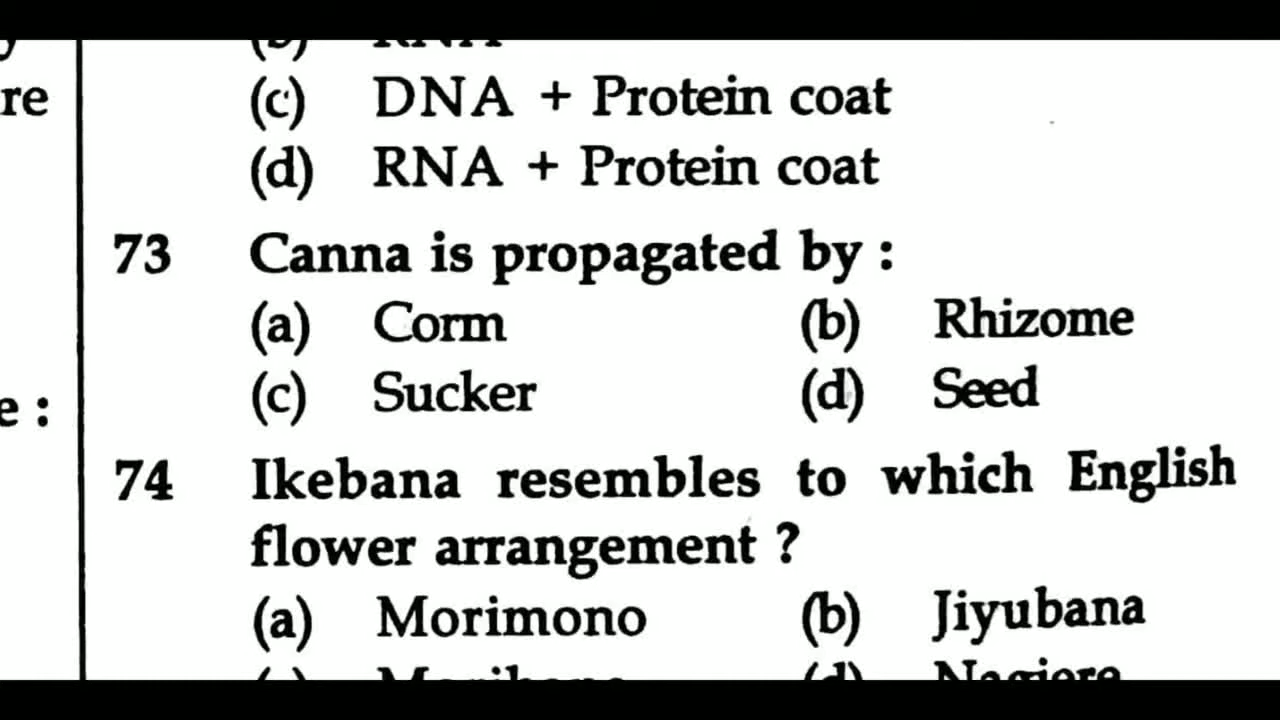 re
(c) DNA + Protein coat
(d) RNA + Protein coat
73 Canna is propagated by :
(a) Corm (b) Rhizome
(c) Sucker (d) Seed
e :
74 Ikebana resembles to which English
flower arrangement ?
(a) Morimono (b) Jiyubana